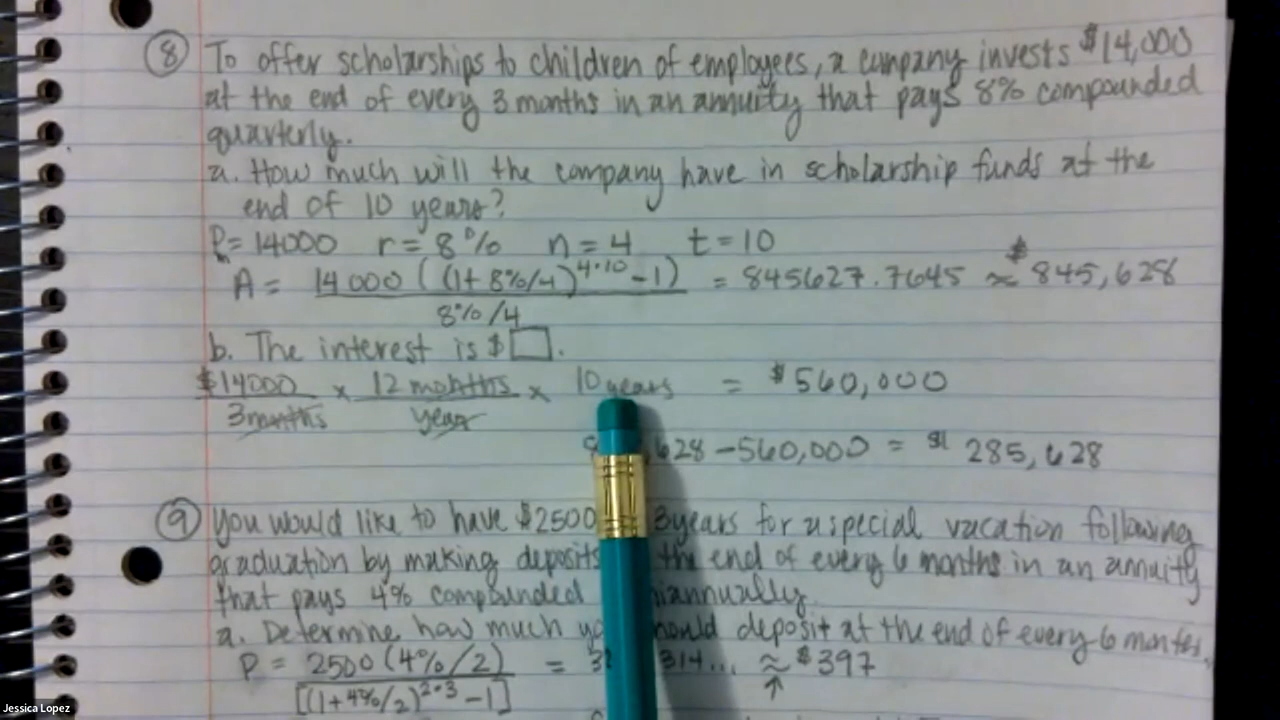 ⑧ To offer scholarships to children of employees, a company invests $14,000
at the end of every 3 months in an annuity that pays 8% compounded
quarterly.
a. How much will the company have in scholarship funds at the
end of 10 years?
P = 14000 r = 8% n = 4 t = 10
A = 14000 ((1 + 8%/4)^4·10 - 1) / 8%/4 = 845627.7645 ≈ $845,628
b. The interest is $☐.
$14000 / 3 months × 12 months / year × 10 years = $560,000
628 - 560,000 = $285,628
⑨ You would like to have $2500 3 years for a special vacation following
graduation by making deposits the end of every 6 months in an annuity
that pays 4% compounded
a. Determine how much should deposit at the end of every 6 months.
P = 2500 (4%/2) / [(1 + 4%/2)^2·3 - 1] = 314... ≈ $397
↑
Jessica Lopez